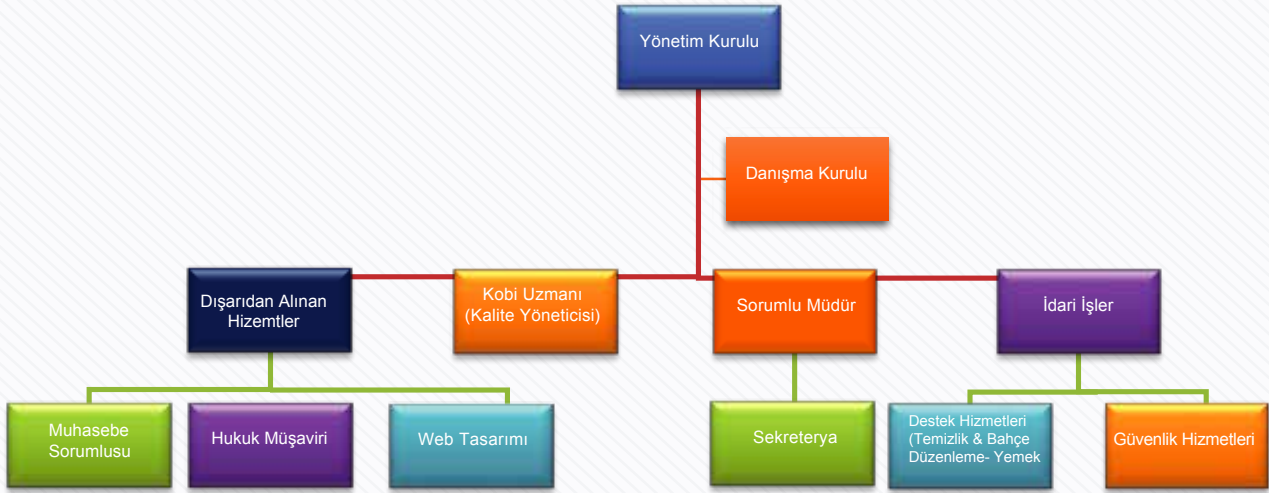 Yönetim Kurulu
Danışma Kurulu
Dışarıdan Alınan
Hizemtler
Kobi Uzmanı
(Kalite Yöneticisi)
Sorumlu Müdür
İdari İşler
Muhasebe
Sorumlusu
Hukuk Müşaviri
Web Tasarımı
Sekreterya
Destek Hizmetleri
(Temizlik & Bahçe
Düzenleme- Yemek
Güvenlik Hizmetleri